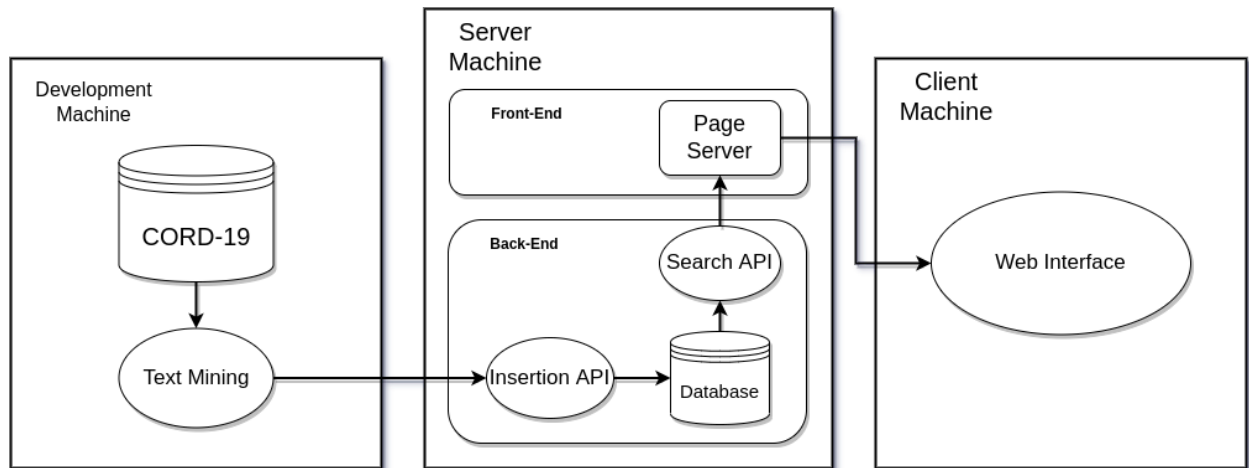 Development
Machine
CORD-19
Text Mining
Server
Machine
Front-End
Page
Server
Back-End
Search API
Insertion API
Database
Client
Machine
Web Interface